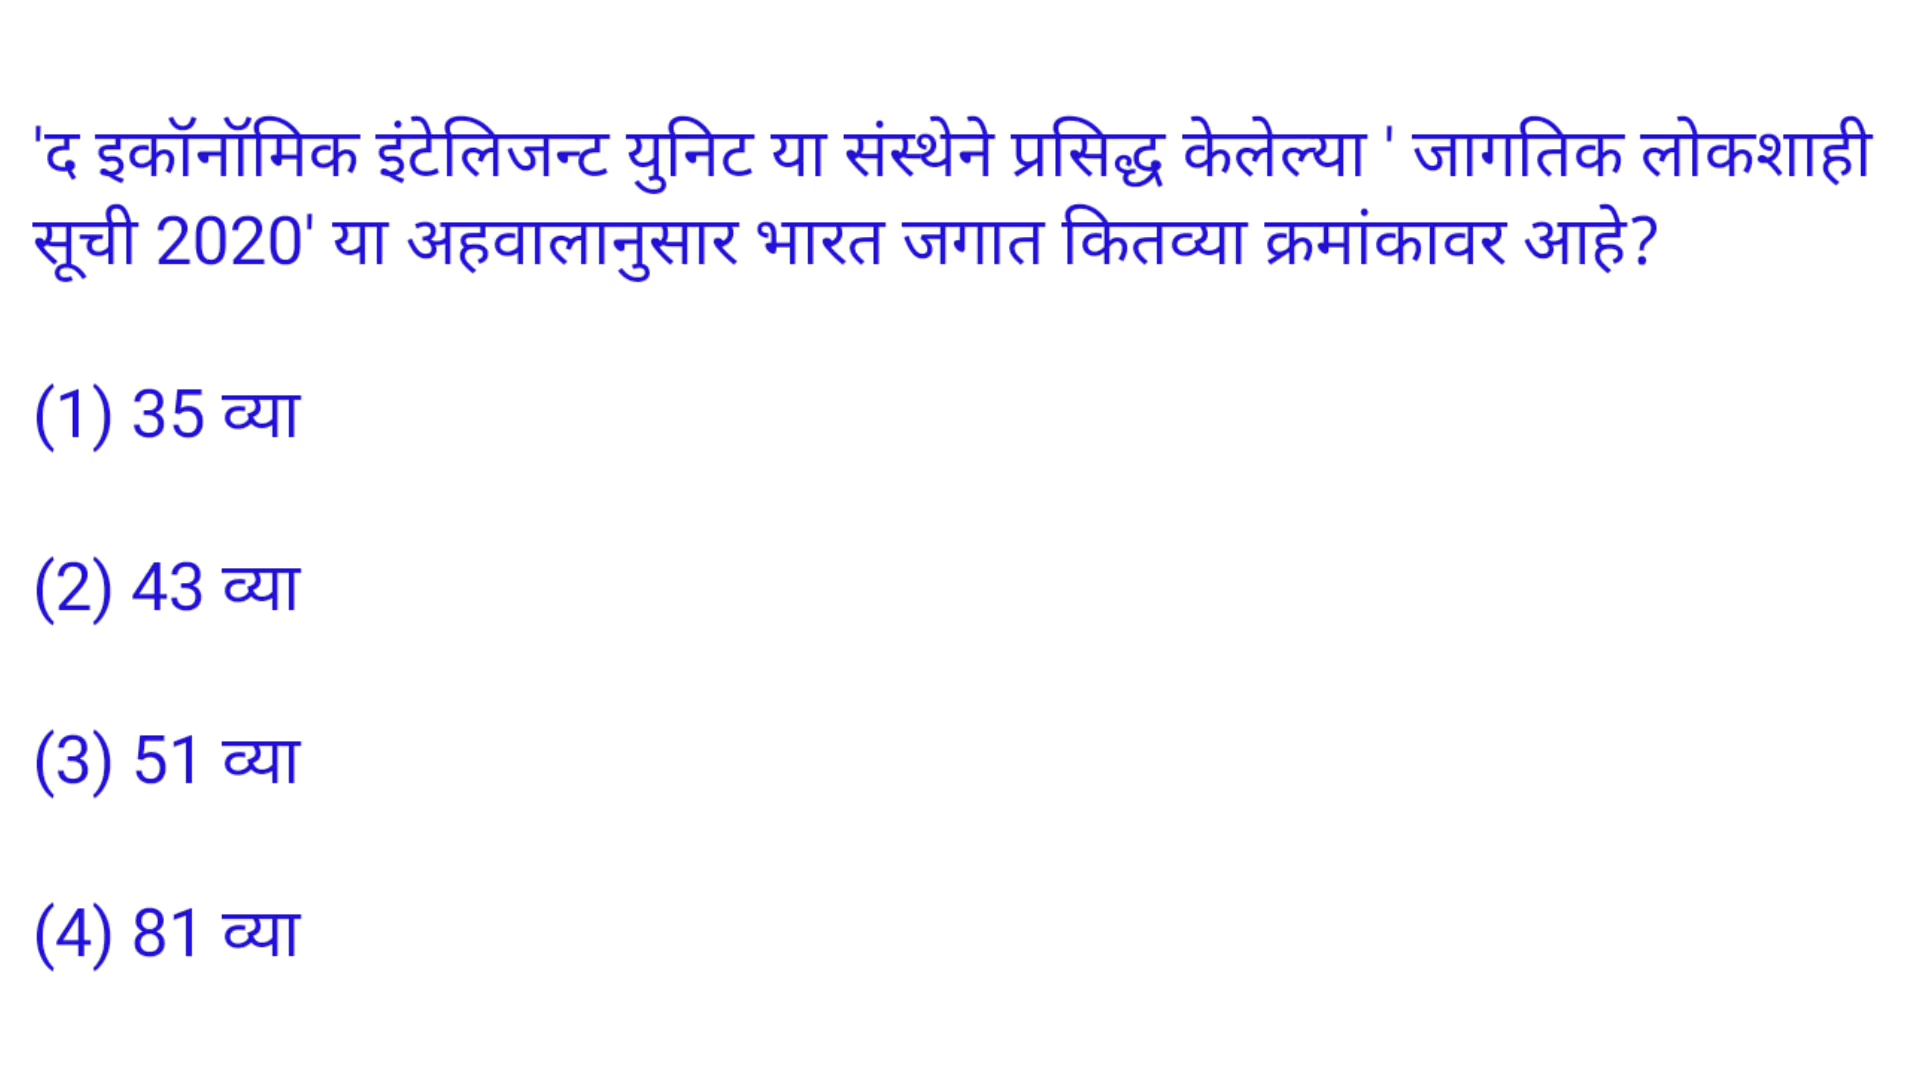 'द इकॉनॉमिक इंटेलिजन्ट युनिट या संस्थेने प्रसिद्ध केलेल्या ' जागतिक लोकशाही
सूची 2020' या अहवालानुसार भारत जगात कितव्या क्रमांकावर आहे?
(1) 35 व्या
(2) 43 व्या
(3) 51 व्या
(4) 81 व्या